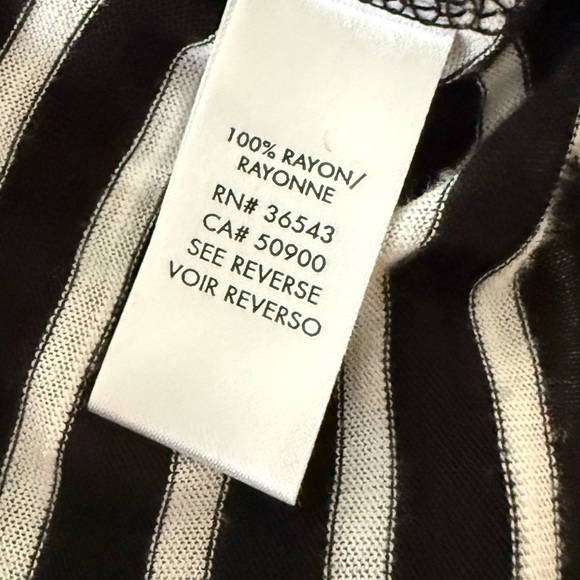 100% RAYON/
RAYONNE
RN# 36543
CA# 50900
SEE REVERSE
VOIR REVERSO